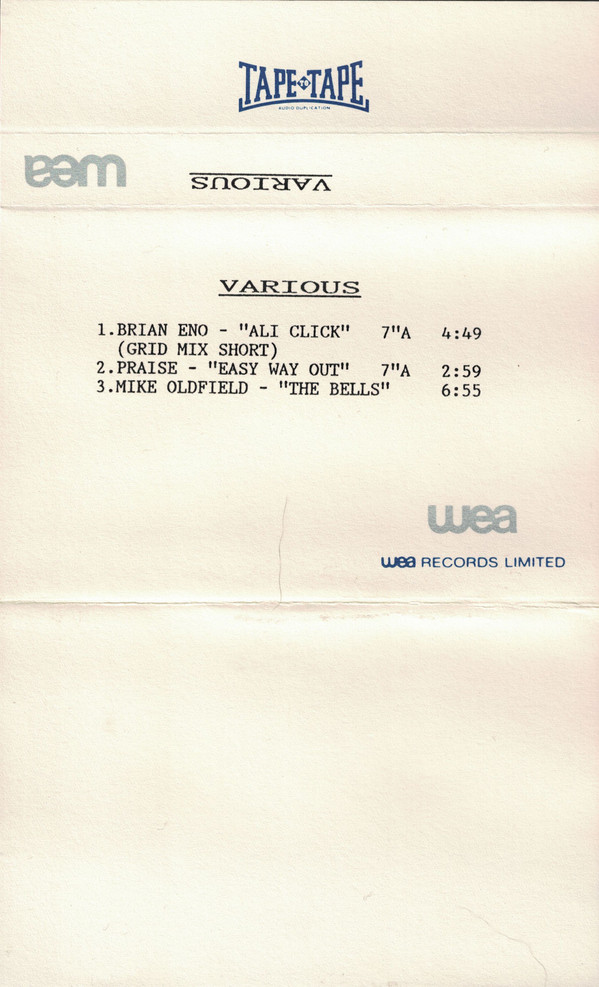 TAPE TO TAPE
AUDIO DUPLICATION
wea
VARIOUS
VARIOUS
1.BRIAN ENO - "ALI CLICK" 7"A 4:49
(GRID MIX SHORT)
2.PRAISE - "EASY WAY OUT" 7"A 2:59
3.MIKE OLDFIELD - "THE BELLS" 6:55
wea
wea RECORDS LIMITED